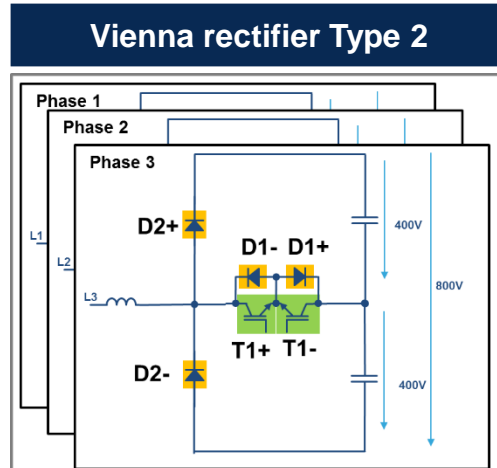 Vienna rectifier Type 2
Phase 1
Phase 2
Phase 3
D2+
D1- D1+
400V
L1
L2
800V
L3
T1+ T1-
D2-
400V